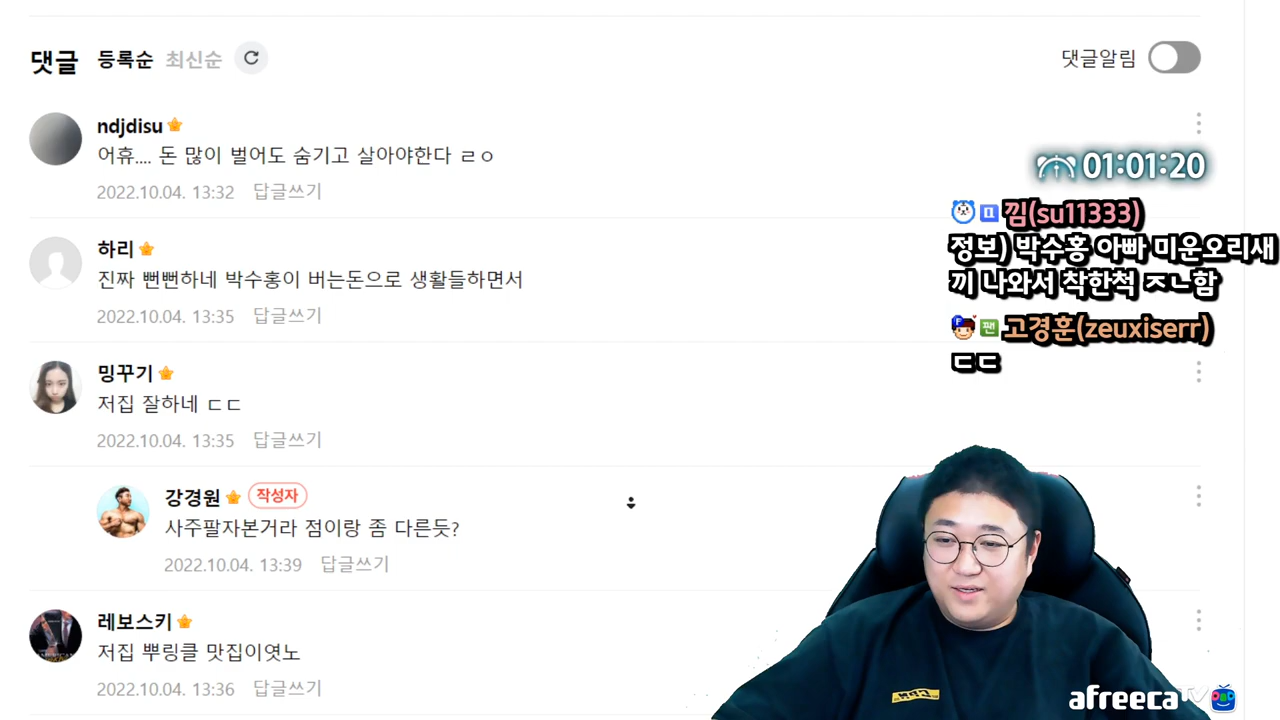 댓글 등록순 최신순
댓글알림
ndjdisu
어휴.... 돈 많이 벌어도 숨기고 살아야한다 ㄹㅇ
2022.10.04. 13:32 답글쓰기
01:01:20
낌(su11333)
정보) 박수홍 아빠 미운오리새
끼 나와서 착한척 ㅈㄴ함
고경훈(zeuxiserr)
ㄷㄷ
하리
진짜 뻔뻔하네 박수홍이 버는돈으로 생활들하면서
2022.10.04. 13:35 답글쓰기
밍꾸기
저집 잘하네 ㄷㄷ
2022.10.04. 13:35 답글쓰기
강경원 작성자
사주팔자본거라 점이랑 좀 다른듯?
2022.10.04. 13:39 답글쓰기
레보스키
저집 뿌링클 맛집이엿노
2022.10.04. 13:36 답글쓰기
afreecaTV